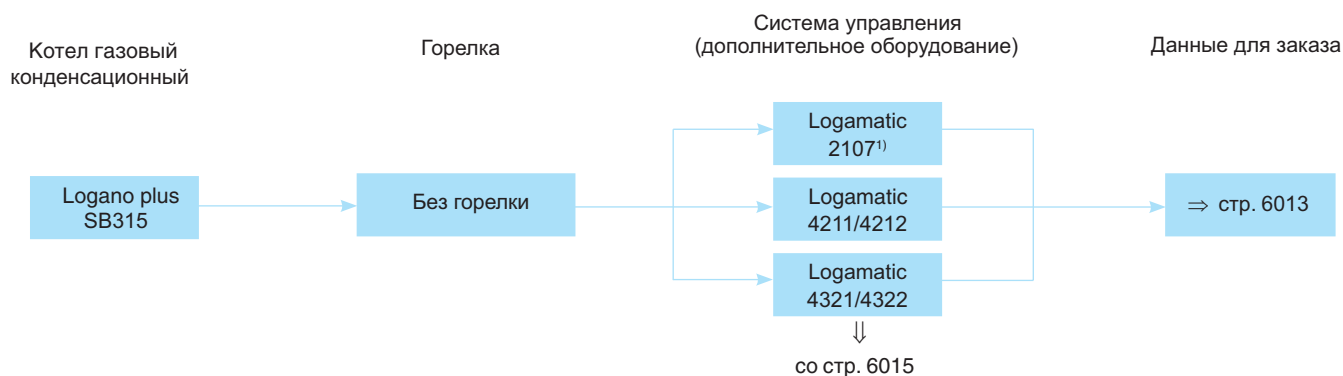 Котел газовый
конденсационный
Горелка
Система управления
(дополнительное оборудование)
Данные для заказа
Logano plus
SB315
Без горелки
Logamatic
2107¹⁾
Logamatic
4211/4212
Logamatic
4321/4322
⇒ стр. 6013
⇓
со стр. 6015